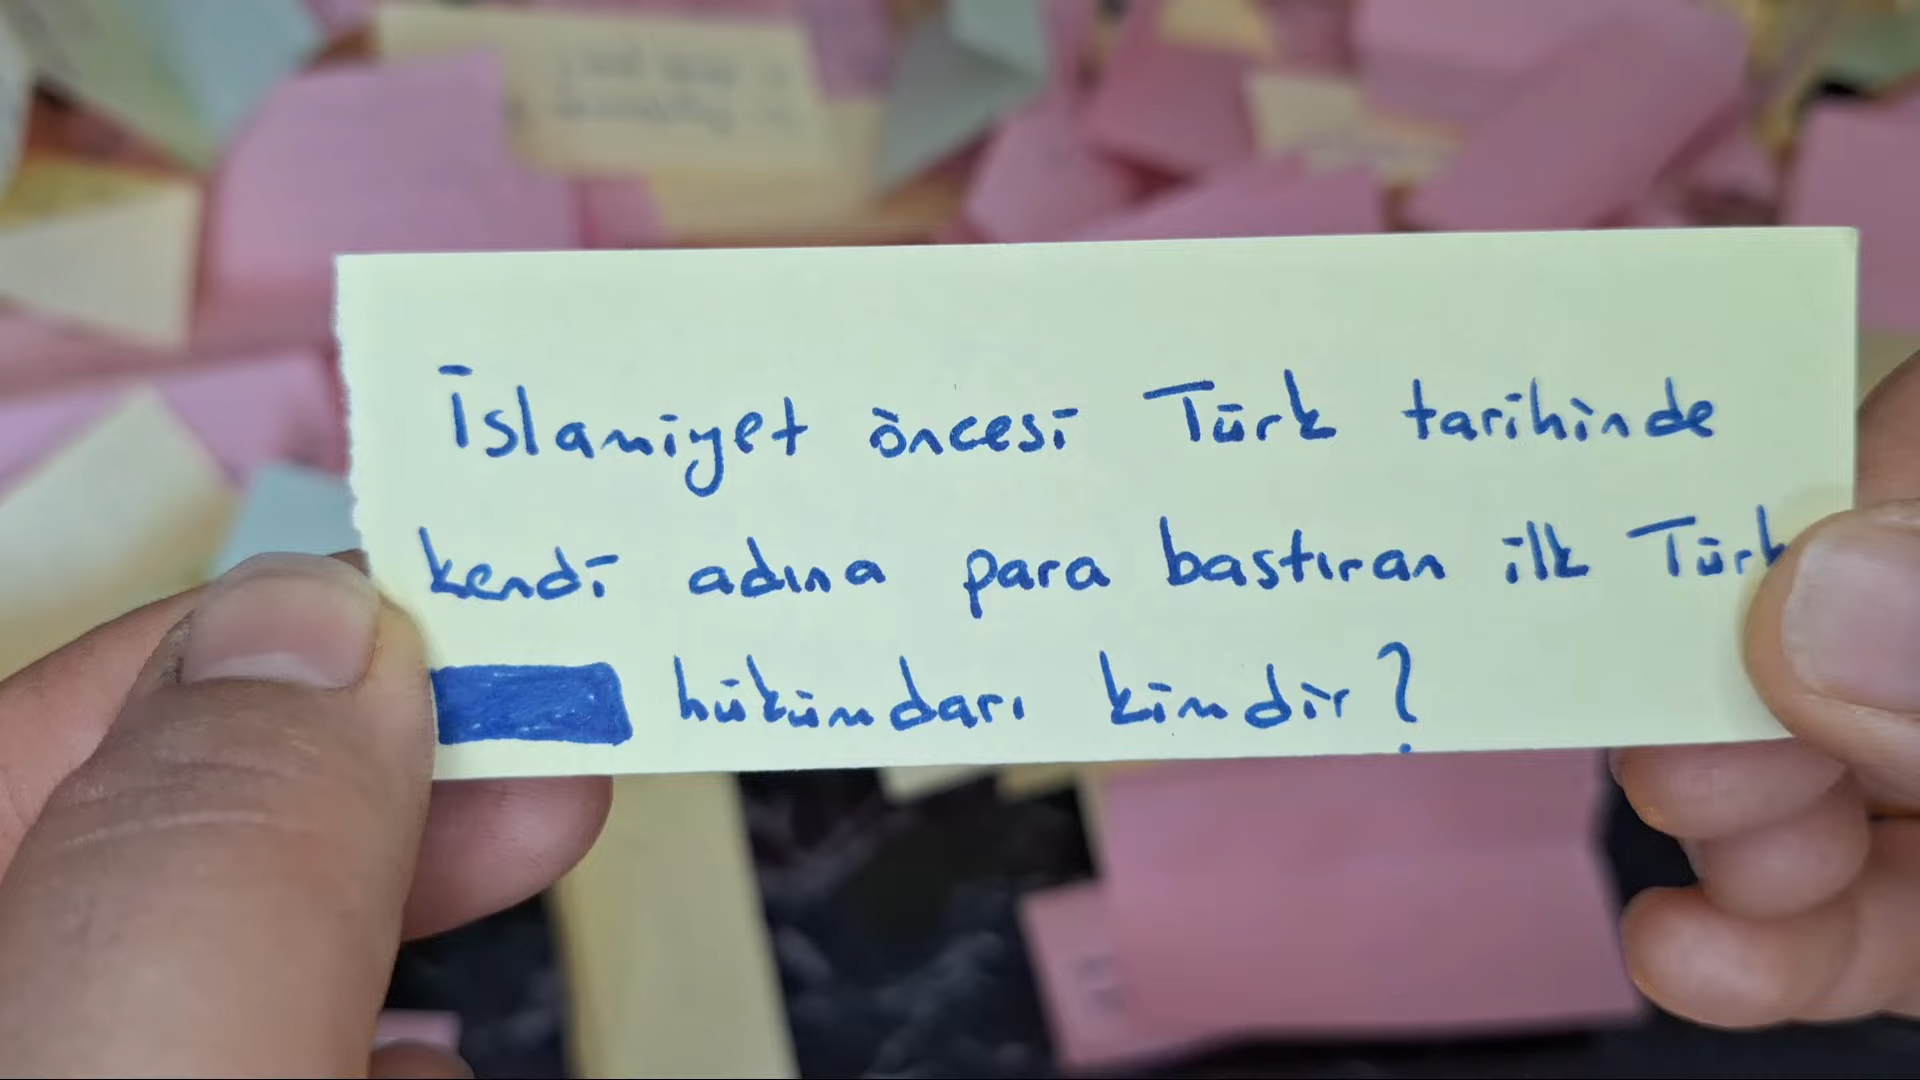 İslamiyet öncesi Türk tarihinde
kendi adına para bastıran ilk Türk
hükümdarı kimdir?